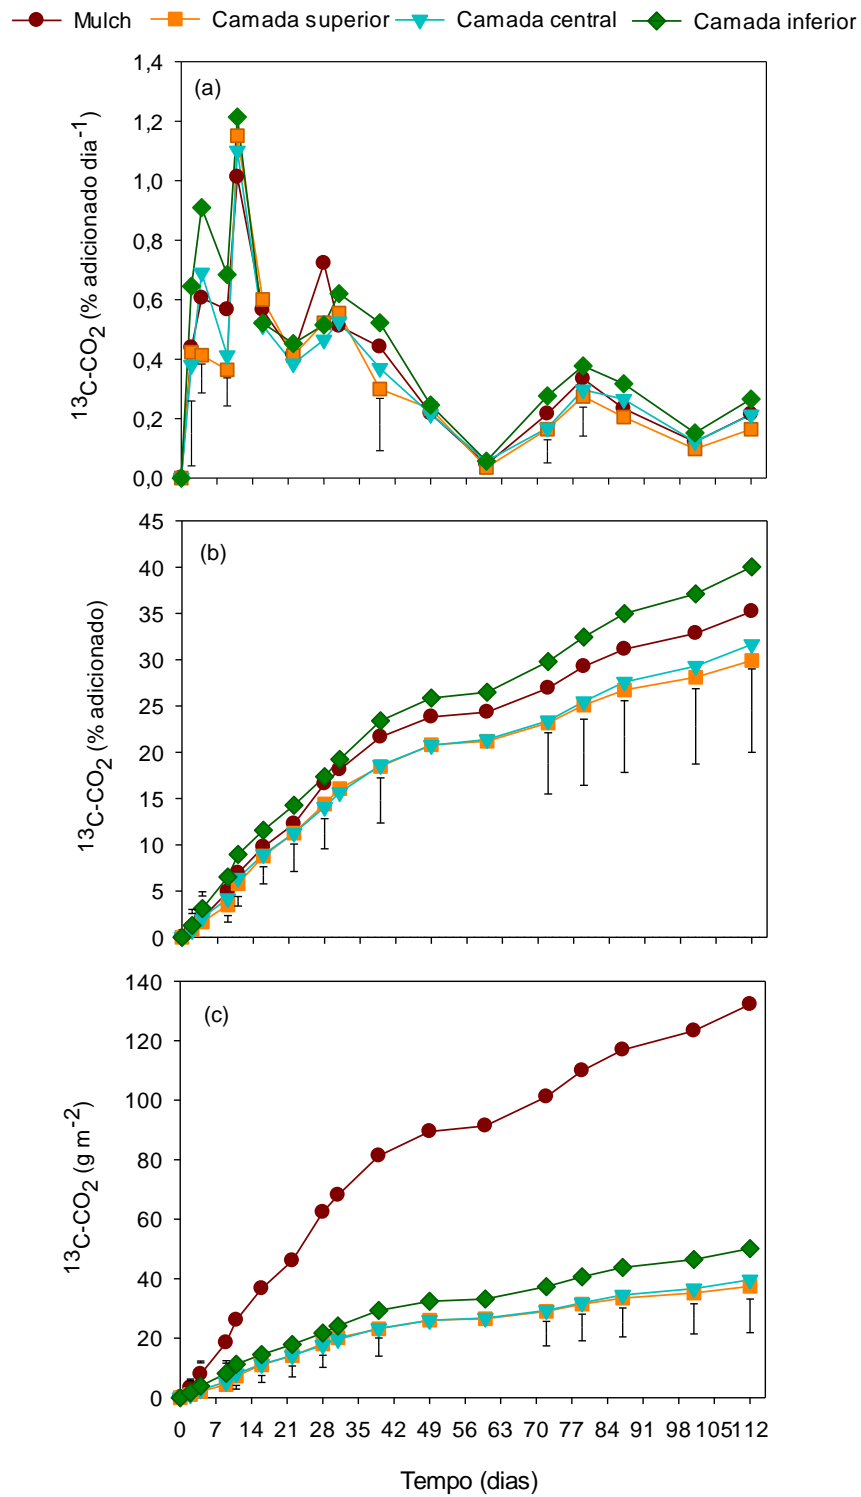 Mulch Camada superior Camada central Camada inferior
(a)
¹³C-CO₂ (% adicionado dia⁻¹)
1,4
1,2
1,0
0,8
0,6
0,4
0,2
0,0
(b)
¹³C-CO₂ (% adicionado)
45
40
35
30
25
20
15
10
5
0
(c)
¹³C-CO₂ (g m⁻²)
140
120
100
80
60
40
20
0
0 7 14 21 28 35 42 49 56 63 70 77 84 91 98 105 112
Tempo (dias)